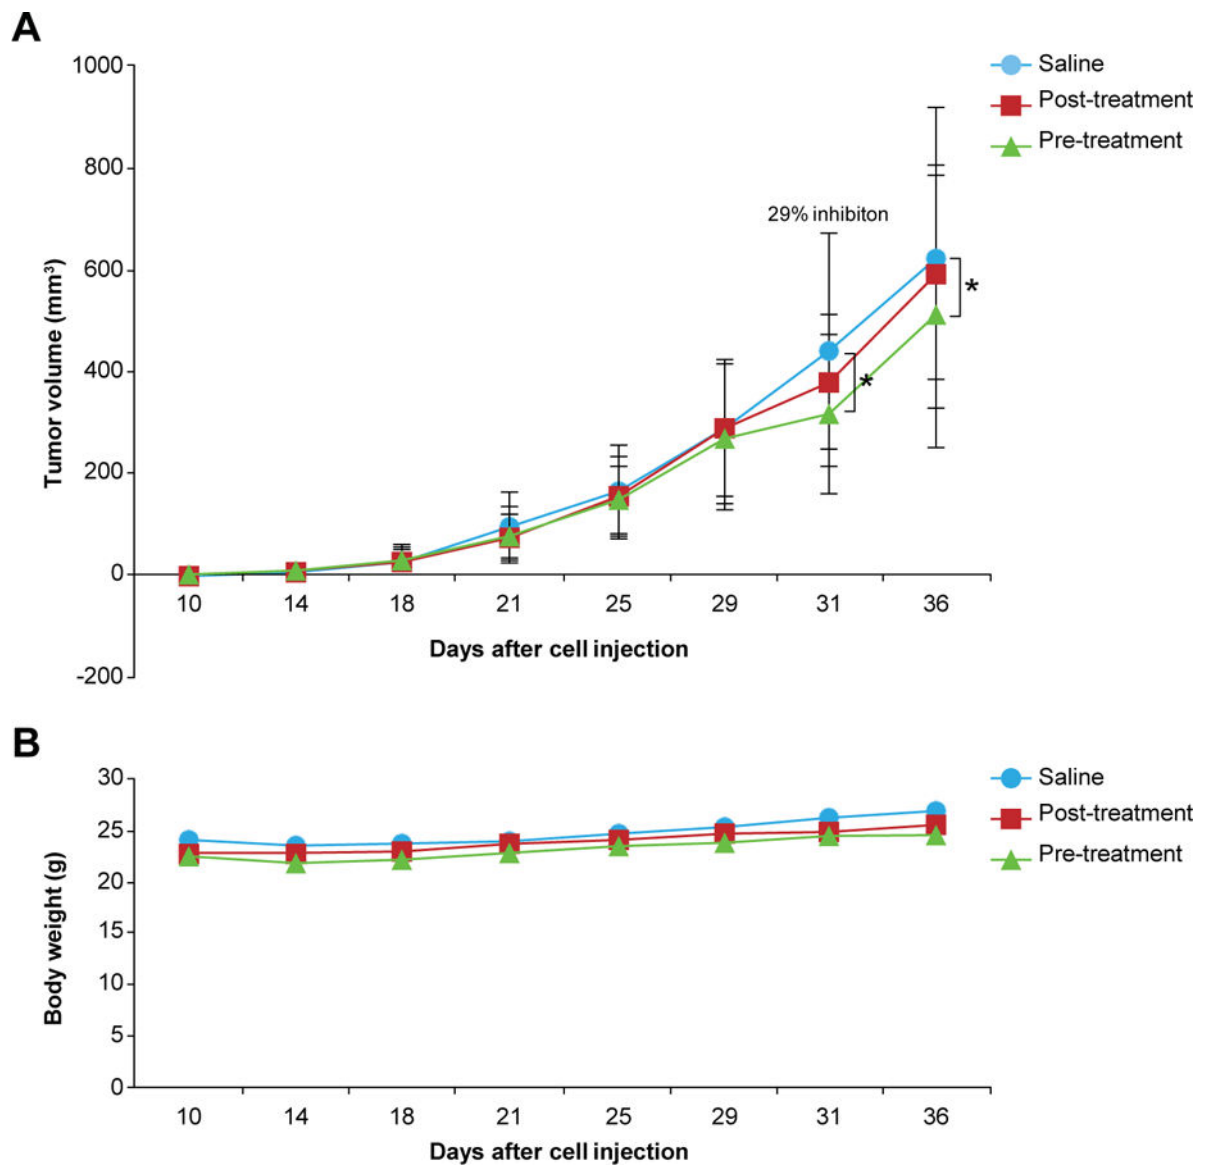 A
1000
800
600
400
200
0
-200
Tumor volume (mm³)
29% inhibiton
*
*
Saline
Post-treatment
Pre-treatment
10 14 18 21 25 29 31 36
Days after cell injection
B
30
25
20
15
10
5
0
Body weight (g)
Saline
Post-treatment
Pre-treatment
10 14 18 21 25 29 31 36
Days after cell injection